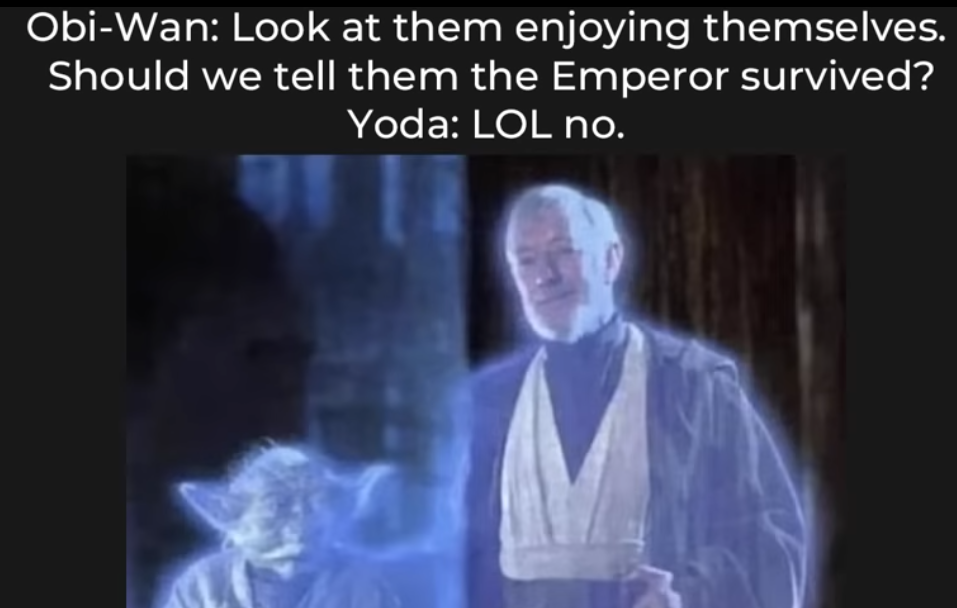 Obi-Wan: Look at them enjoying themselves.
Should we tell them the Emperor survived?
Yoda: LOL no.